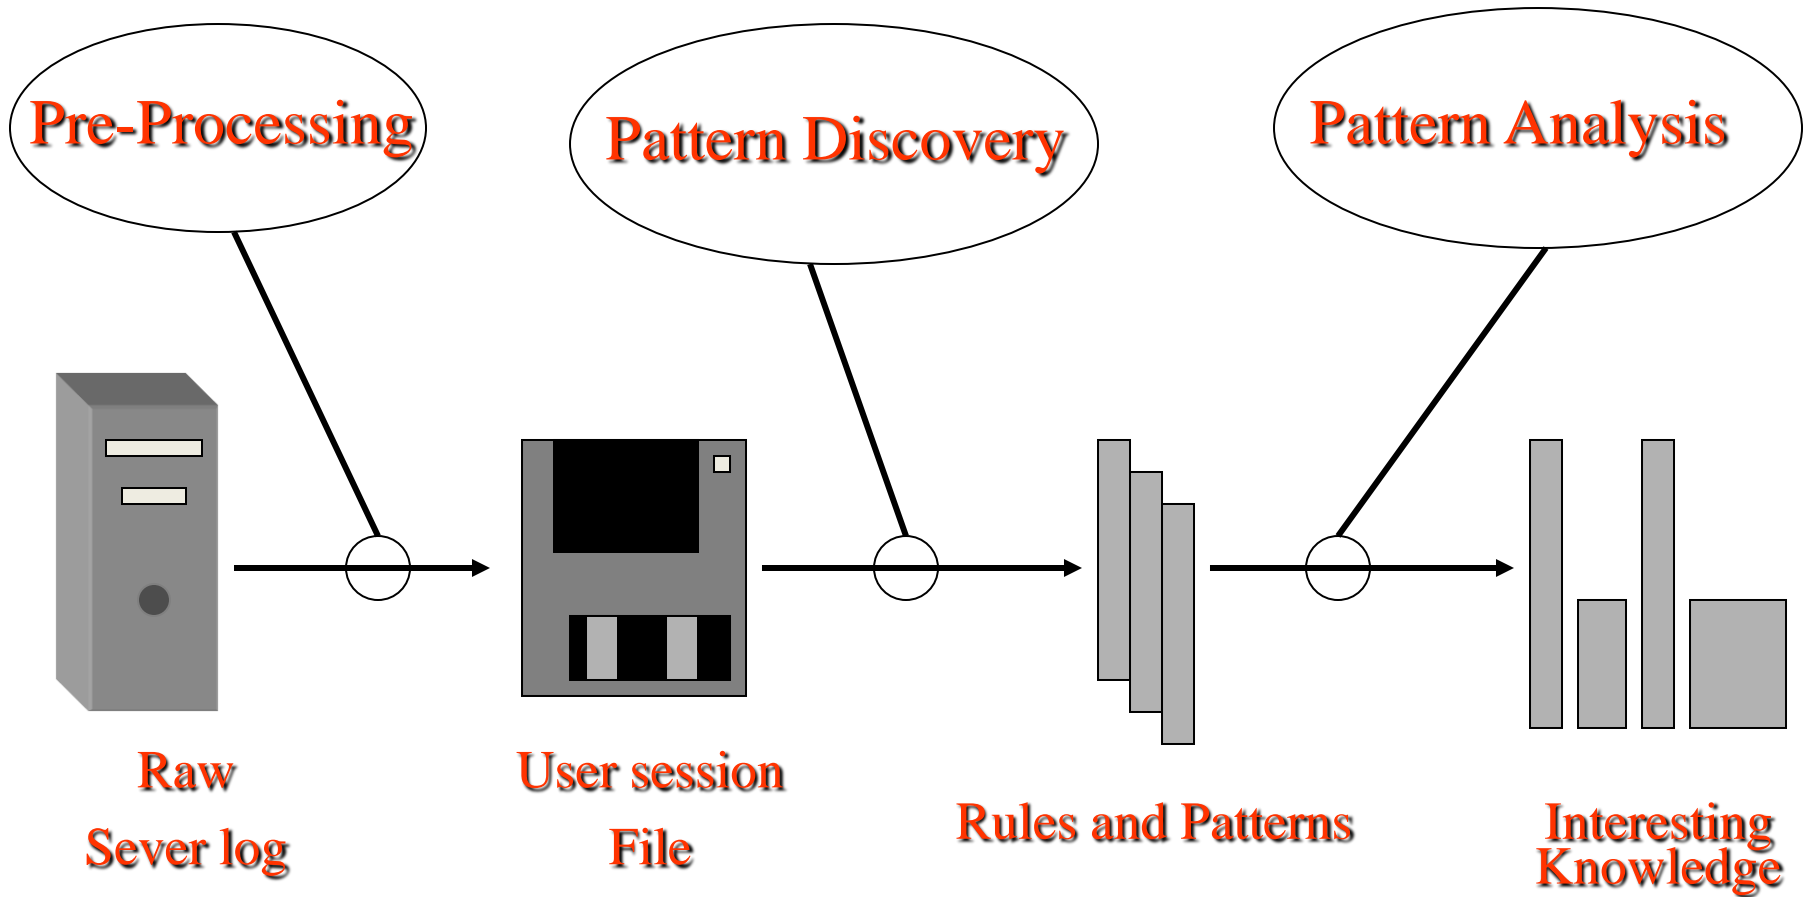 Pre-Processing
Pattern Discovery
Pattern Analysis
Raw
Sever log
User session
File
Rules and Patterns
Interesting
Knowledge